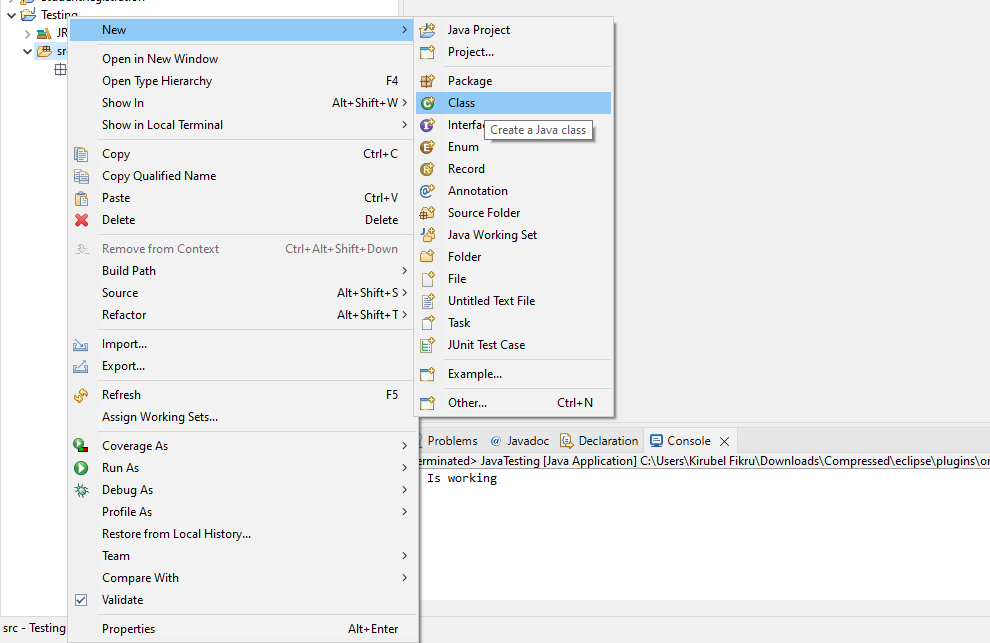 Testing
New
Open in New Window
Open Type Hierarchy F4
Show In Alt+Shift+W
Show in Local Terminal
Copy Ctrl+C
Copy Qualified Name
Paste Ctrl+V
Delete Delete
Remove from Context Ctrl+Alt+Shift+Down
Build Path
Source Alt+Shift+S
Refactor Alt+Shift+T
Import...
Export...
Refresh F5
Assign Working Sets...
Coverage As
Run As
Debug As
Profile As
Restore from Local History...
Team
Compare With
Validate
Properties Alt+Enter
Java Project
Project...
Package
Class
Create a Java class
Enum
Record
Annotation
Source Folder
Java Working Set
Folder
File
Untitled Text File
Task
JUnit Test Case
Example...
Other... Ctrl+N
Problems @ Javadoc Declaration Console
erminated> JavaTesting [Java Application] C:\Users\Kirubel Fikru\Downloads\Compressed\eclipse\plugins\or
Is working
src - Testing